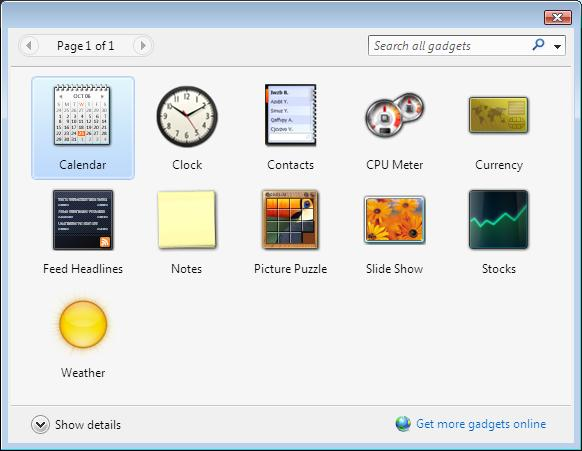 Page 1 of 1
Search all gadgets
OCT 06
Calendar
Clock
Contacts
CPU Meter
Currency
Feed Headlines
Notes
Picture Puzzle
Slide Show
Stocks
Weather
Show details
Get more gadgets online